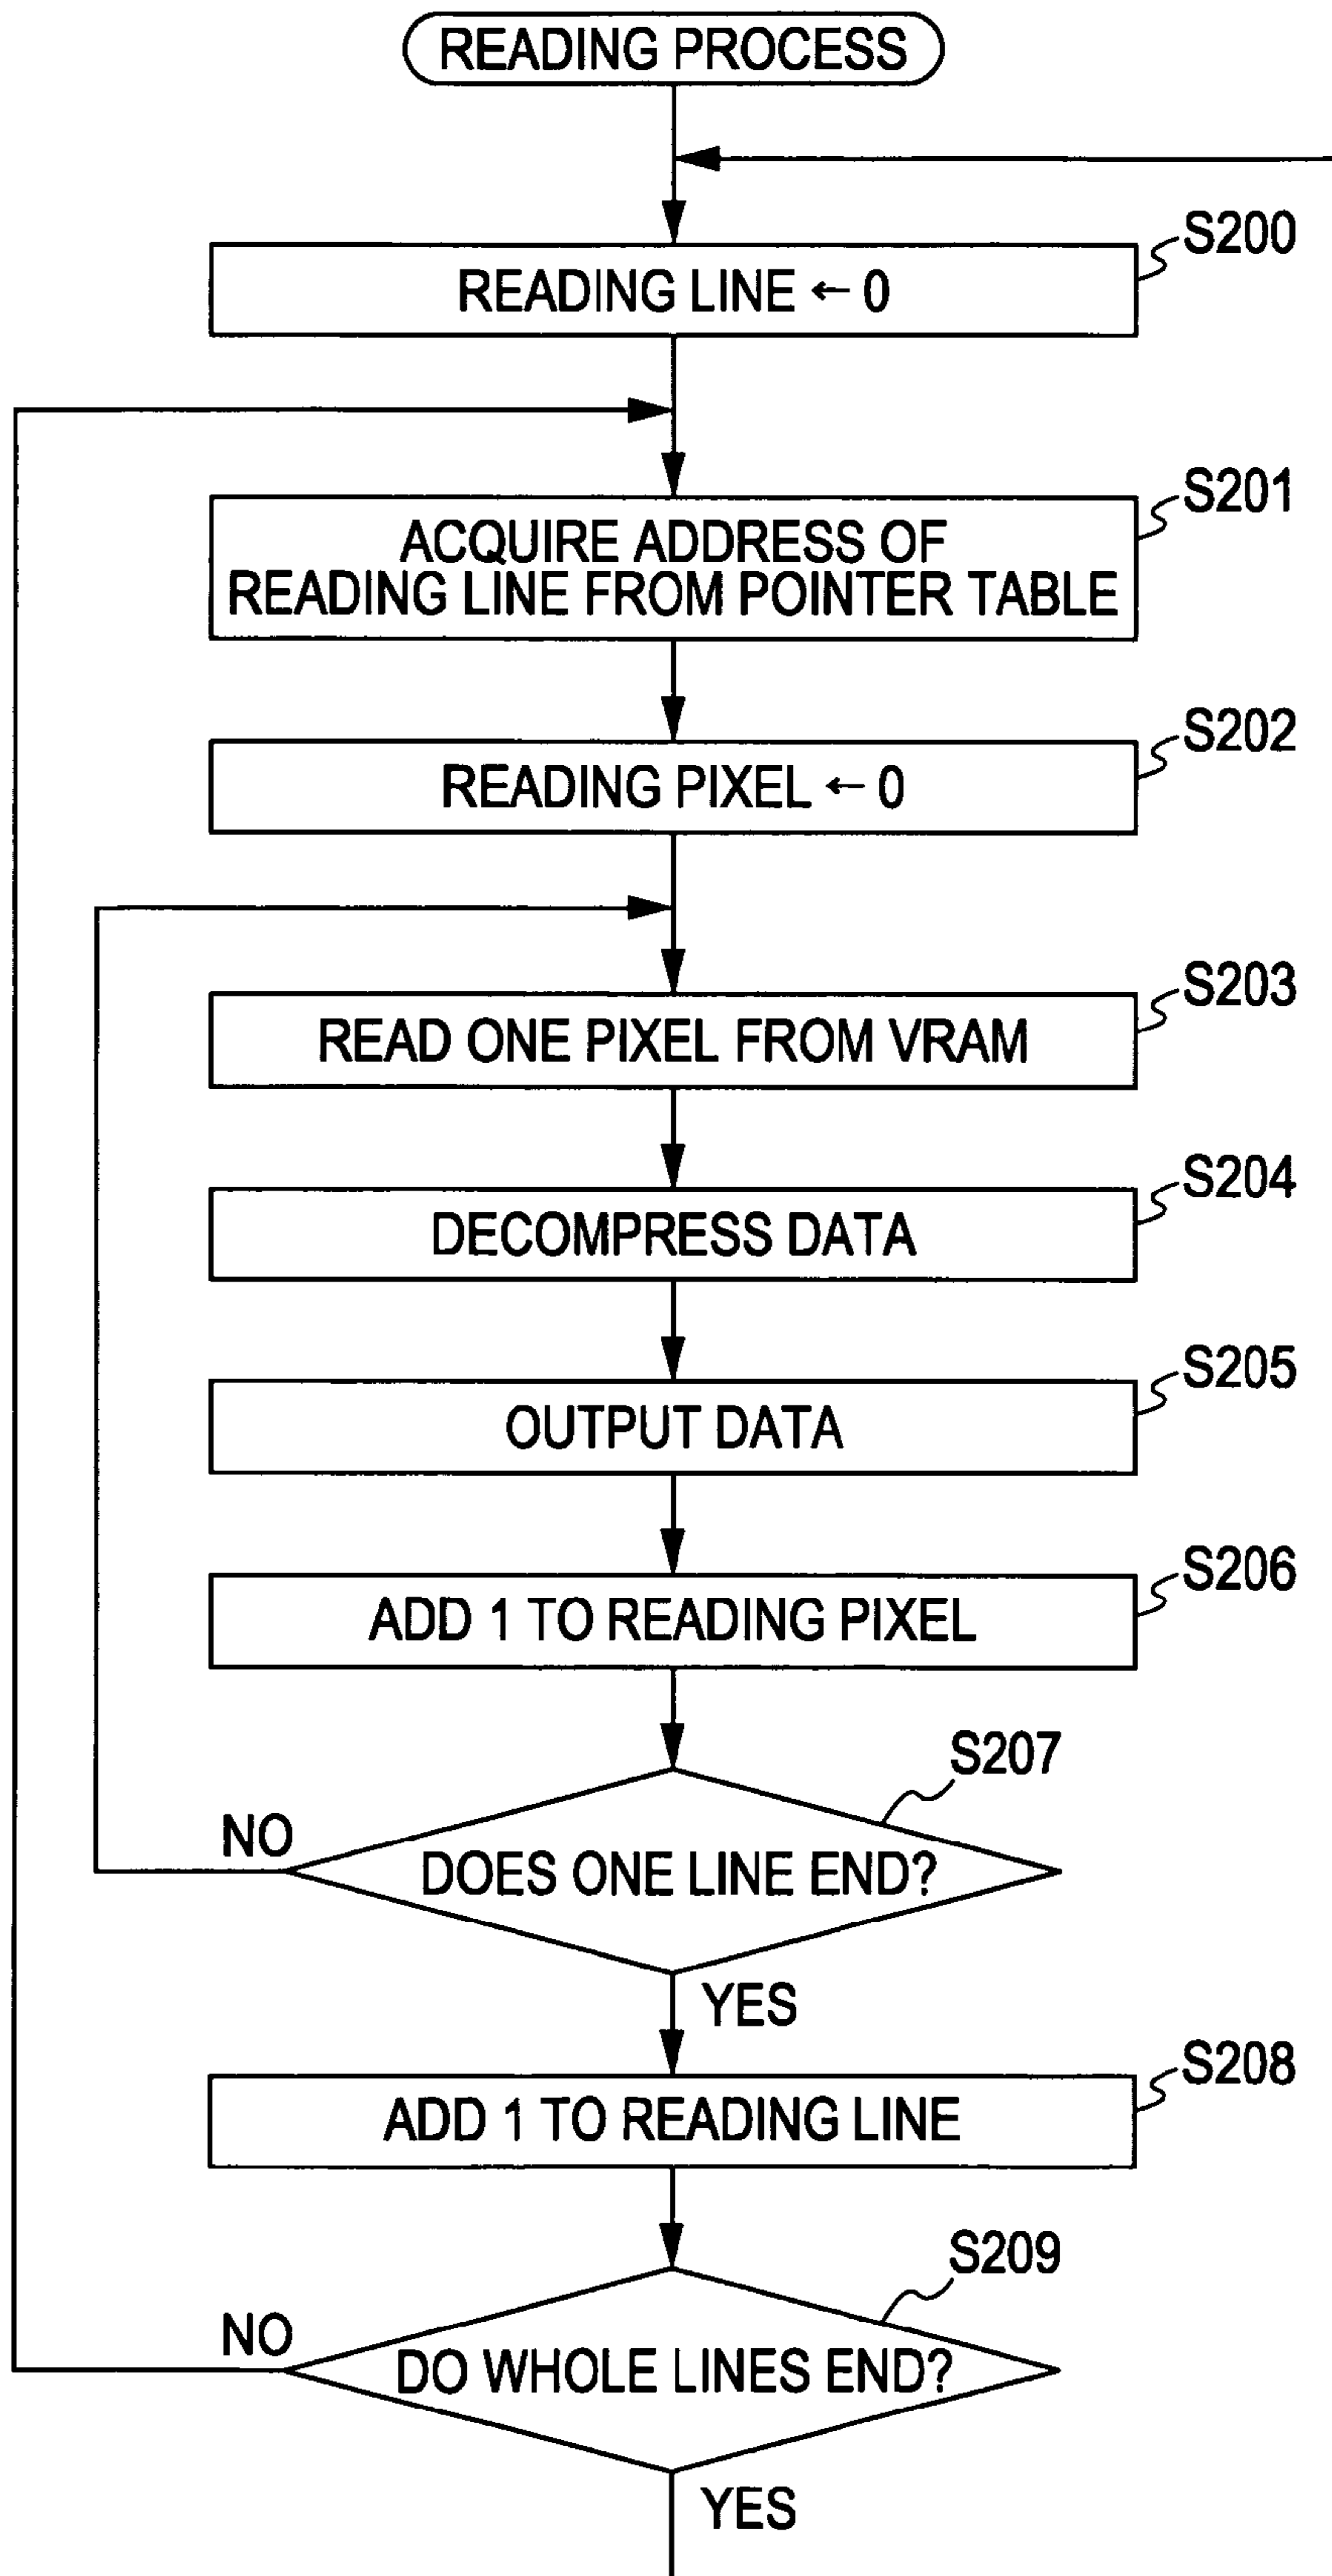 READING PROCESS
S200
READING LINE ← 0
S201
ACQUIRE ADDRESS OF
READING LINE FROM POINTER TABLE
S202
READING PIXEL ← 0
S203
READ ONE PIXEL FROM VRAM
S204
DECOMPRESS DATA
S205
OUTPUT DATA
S206
ADD 1 TO READING PIXEL
S207
NO
DOES ONE LINE END?
YES
S208
ADD 1 TO READING LINE
S209
NO
DO WHOLE LINES END?
YES